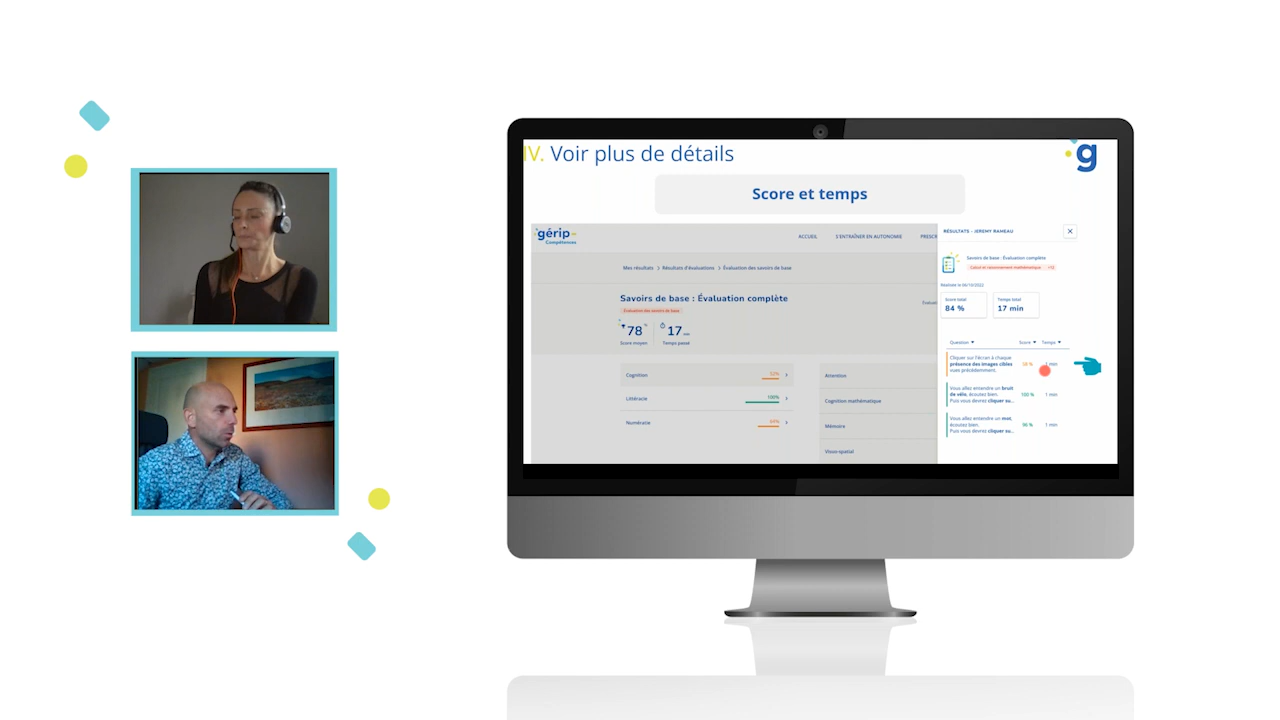 IV. Voir plus de détails
g
Score et temps
gérip
Compétences
ACCUEIL
S'ENTRAÎNER EN AUTONOMIE
PRESCR
Mes résultats > Résultats d'Évaluations > Évaluation des savoirs de base
Savoirs de base : Évaluation complète
Évaluation des savoirs de base
Évaluati
78 %
Score moyen
17 min
Temps passé
Cognition
Littéracie
100%
Numéracie
Attention
Cognition mathématique
Mémoire
Visuo-spatial
RÉSULTATS - JEREMY RAMEAU
Savoirs de base : Évaluation complète
Calcul et raisonnement mathématique
Réalisée le 06/10/2022
Score total
84 %
Temps total
17 min
Question
Score
Temps
Cliquer sur l'écran à chaque
présence des images cibles
vues précédemment.
58 %
min
Vous allez entendre un bruit
de vélo, écoutez bien.
Puis vous devrez cliquer su...
100 %
1 min
Vous allez entendre un mot,
écoutez bien.
Puis vous devrez cliquer su...
96 %
1 min